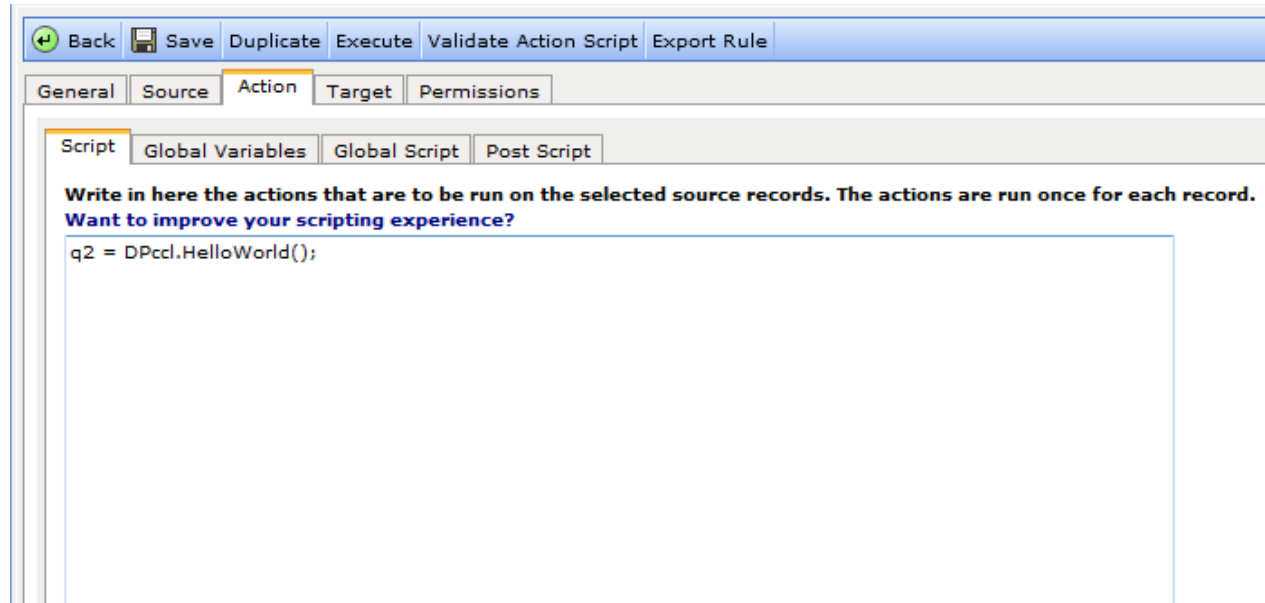 Back Save Duplicate Execute Validate Action Script Export Rule
General Source Action Target Permissions
Script Global Variables Global Script Post Script
Write in here the actions that are to be run on the selected source records. The actions are run once for each record.
Want to improve your scripting experience?
q2 = DPccl.HelloWorld();